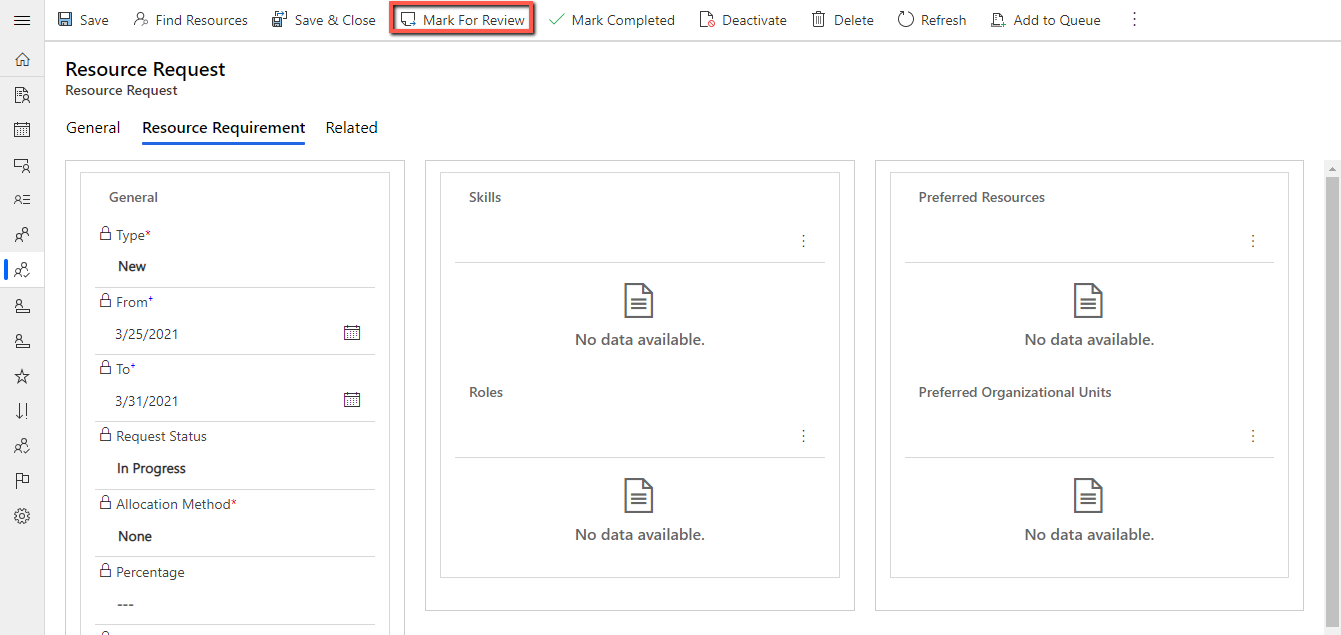 Save Find Resources Save & Close Mark For Review Mark Completed Deactivate Delete Refresh Add to Queue
Resource Request
Resource Request
General Resource Requirement Related
General
Type*
New
From+
3/25/2021
To+
3/31/2021
Request Status
In Progress
Allocation Method*
None
Percentage
---
Skills
No data available.
Roles
No data available.
Preferred Resources
No data available.
Preferred Organizational Units
No data available.